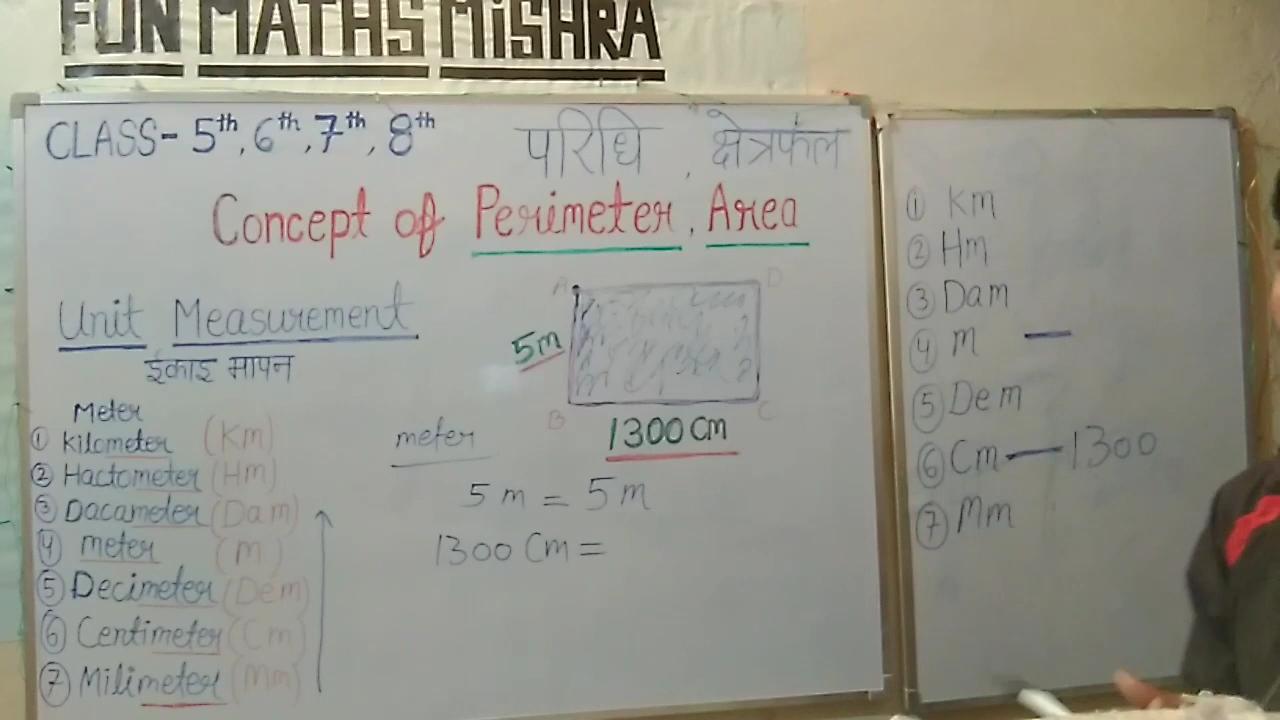 FUN MATHS MiSHRA
CLASS- 5th, 6th, 7th, 8th
परिधि , क्षेत्रफल
Concept of Perimeter, Area
Unit Measurement
ईकाइ मापन
Meter
① Kilometer (Km)
② Hactometer (Hm)
③ Dacameter (Dam)
④ meter (m)
⑤ Decimeter (Dem)
⑥ Centimeter (Cm)
⑦ Milimeter (Mm)
A D
5m
B C
1300 Cm
meter
5 m = 5 m
1300 Cm =
① Km
② Hm
③ Dam
④ m —
⑤ Dem
⑥ Cm — 1300
⑦ Mm